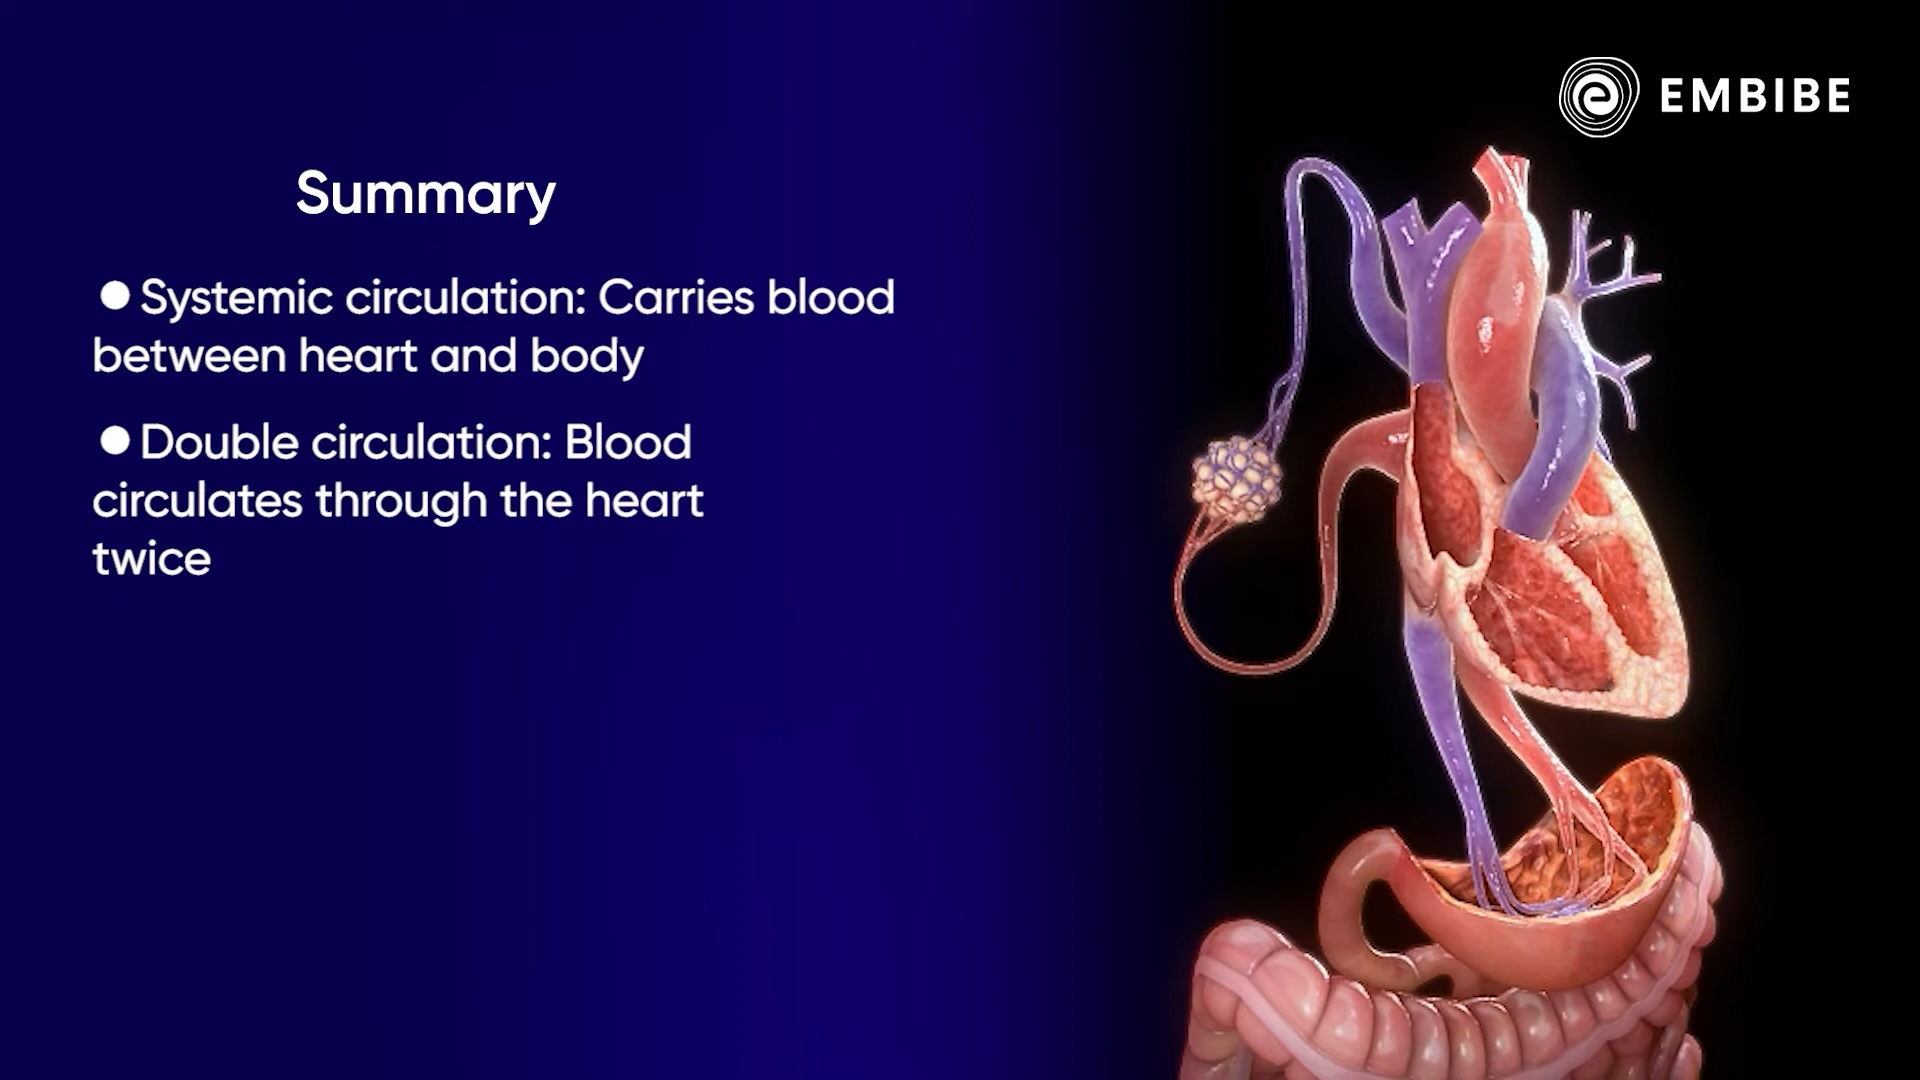 EMBIBE
Summary
● Systemic circulation: Carries blood
between heart and body
● Double circulation: Blood
circulates through the heart
twice